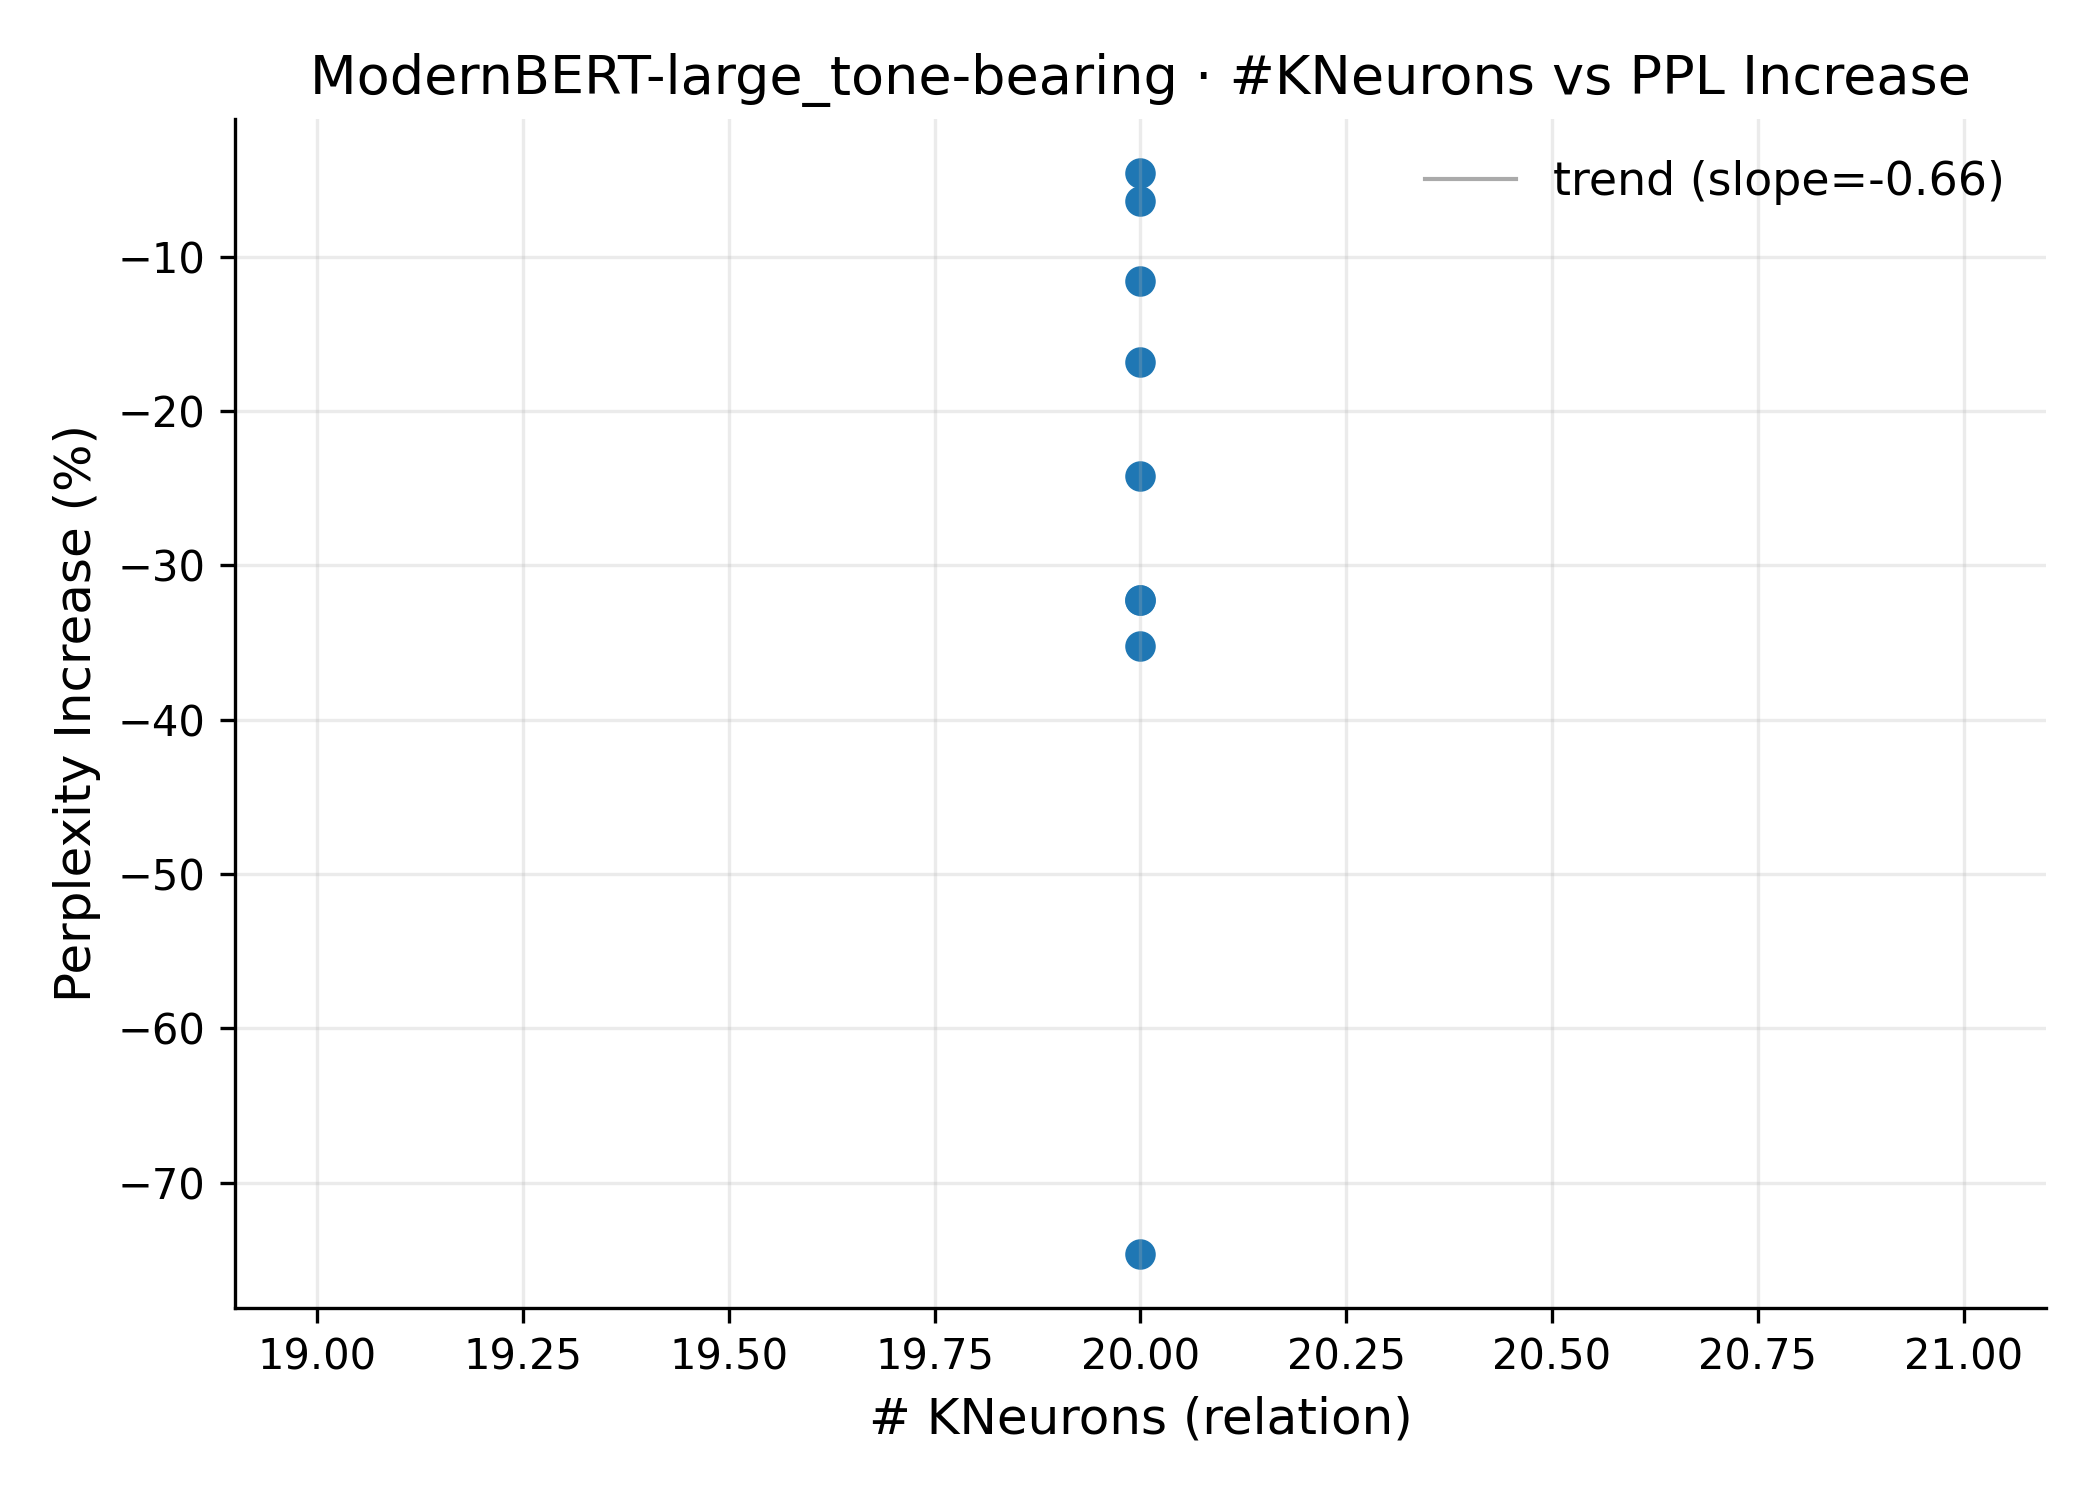 ModernBERT-large_tone-bearing · #KNeurons vs PPL Increase
trend (slope=-0.66)
Perplexity Increase (%)
−10
−20
−30
−40
−50
−60
−70
19.00 19.25 19.50 19.75 20.00 20.25 20.50 20.75 21.00
# KNeurons (relation)